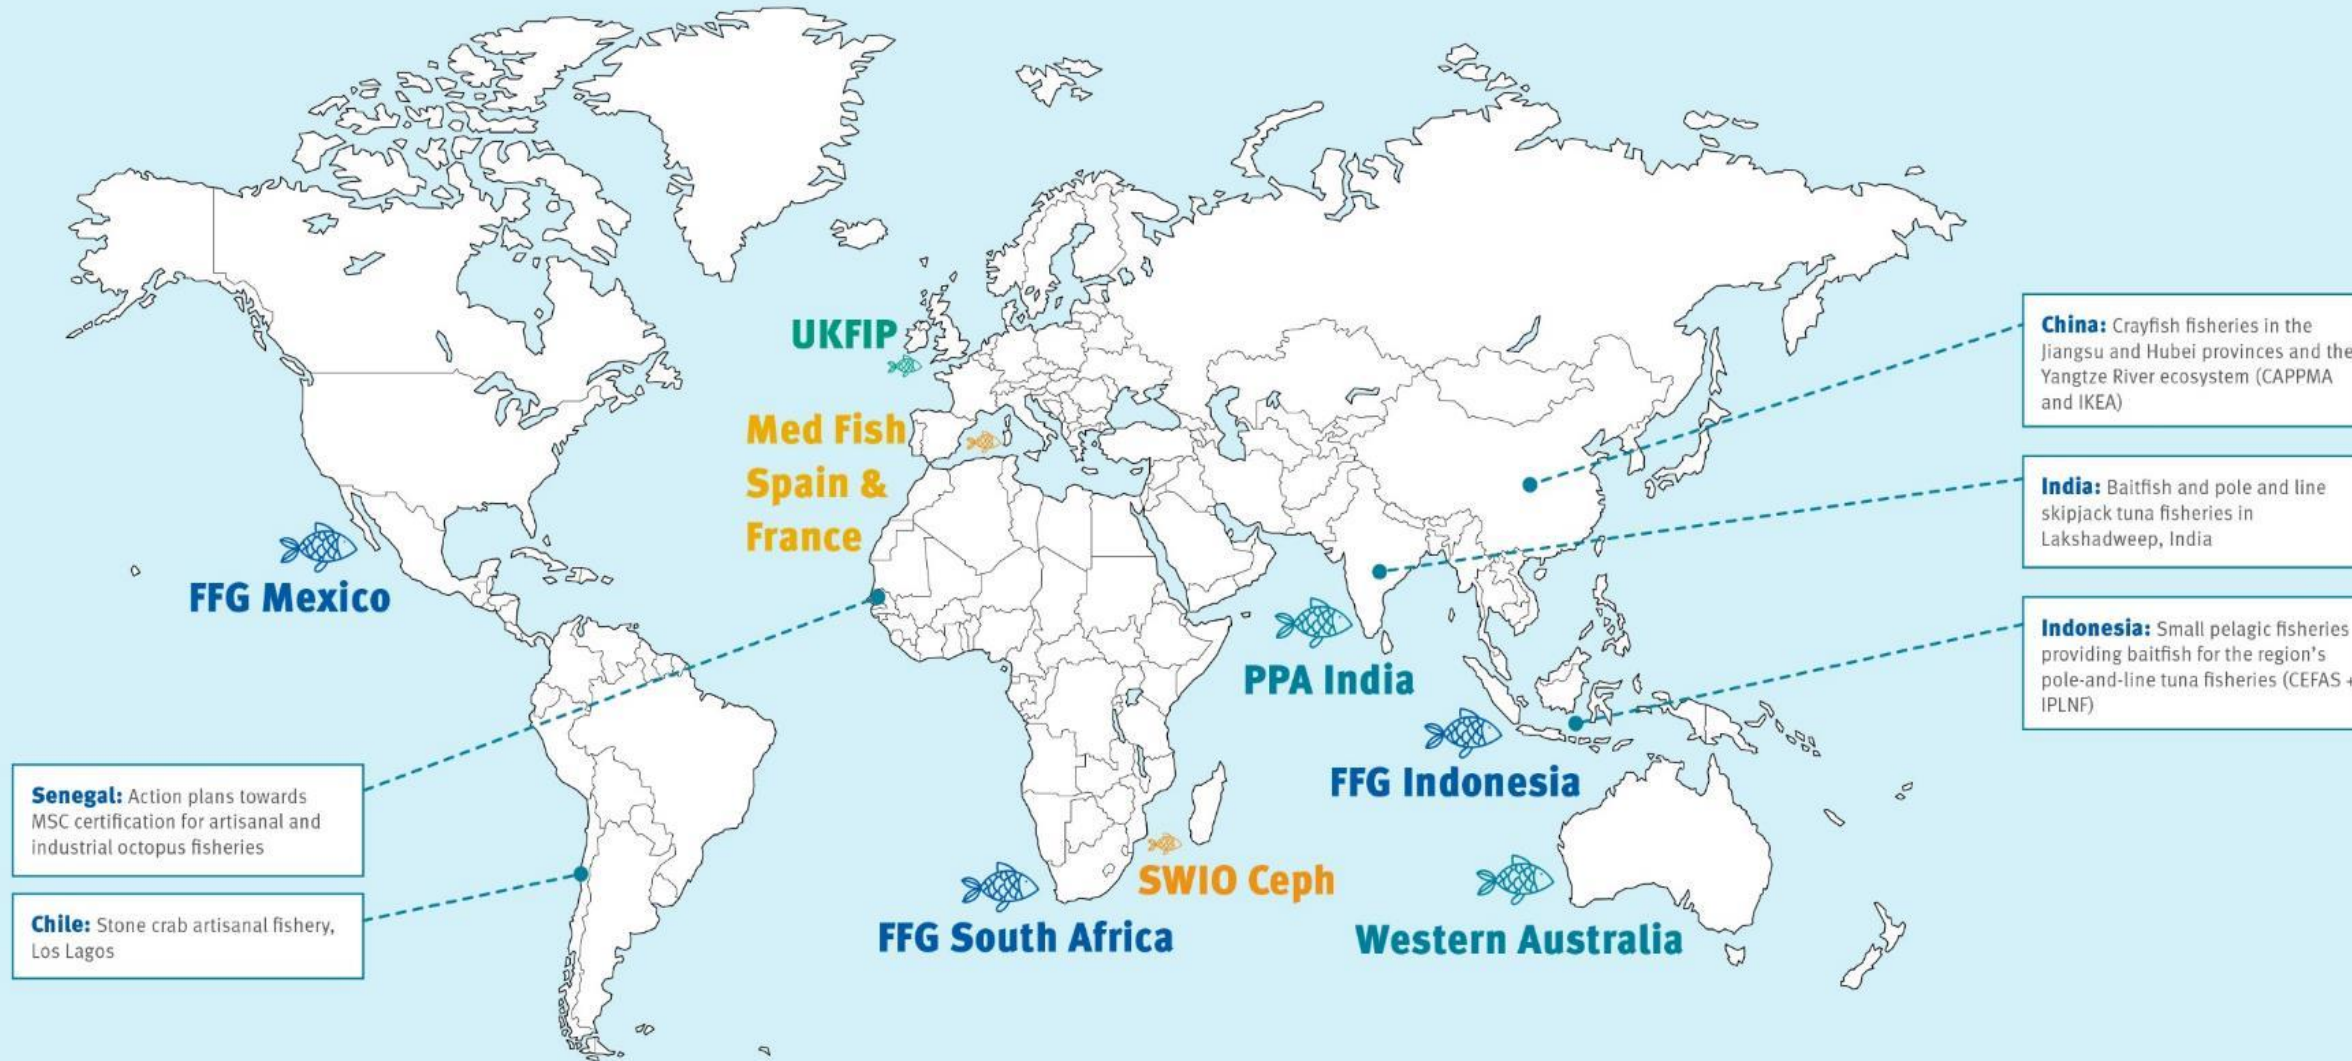 UKFIP
Med Fish
Spain &
France
FFG Mexico
PPA India
FFG Indonesia
SWIO Ceph
FFG South Africa
Western Australia
Senegal: Action plans towards
MSC certification for artisanal and
industrial octopus fisheries
Chile: Stone crab artisanal fishery,
Los Lagos
China: Crayfish fisheries in the
Jiangsu and Hubei provinces and the
Yangtze River ecosystem (CAPPMA
and IKEA)
India: Baitfish and pole and line
skipjack tuna fisheries in
Lakshadweep, India
Indonesia: Small pelagic fisheries
providing baitfish for the region's
pole-and-line tuna fisheries (CEFAS +
IPLNF)